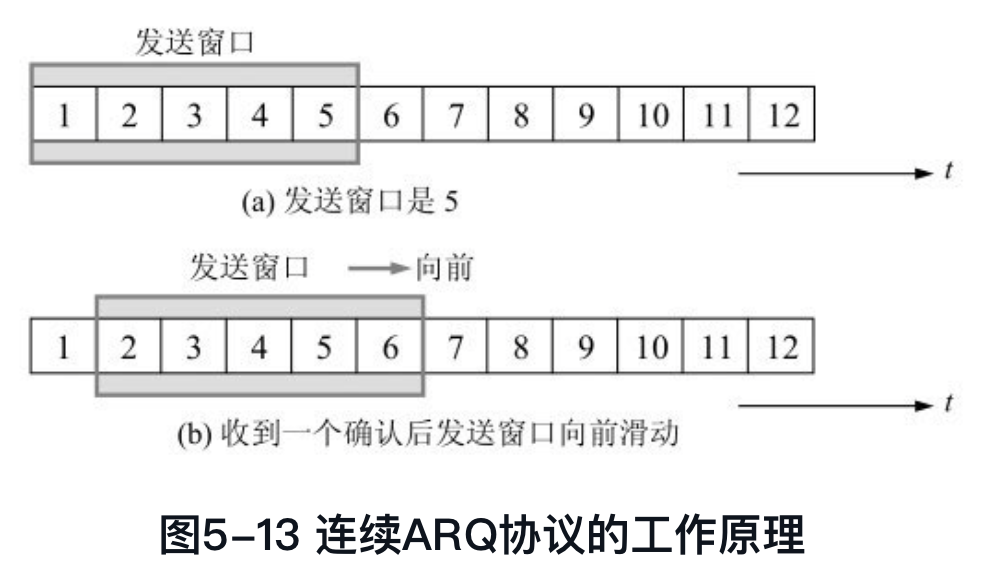 发送窗口
1 2 3 4 5 6 7 8 9 10 11 12
t
(a) 发送窗口是 5
发送窗口 向前
1 2 3 4 5 6 7 8 9 10 11 12
t
(b) 收到一个确认后发送窗口向前滑动
图5-13 连续ARQ协议的工作原理